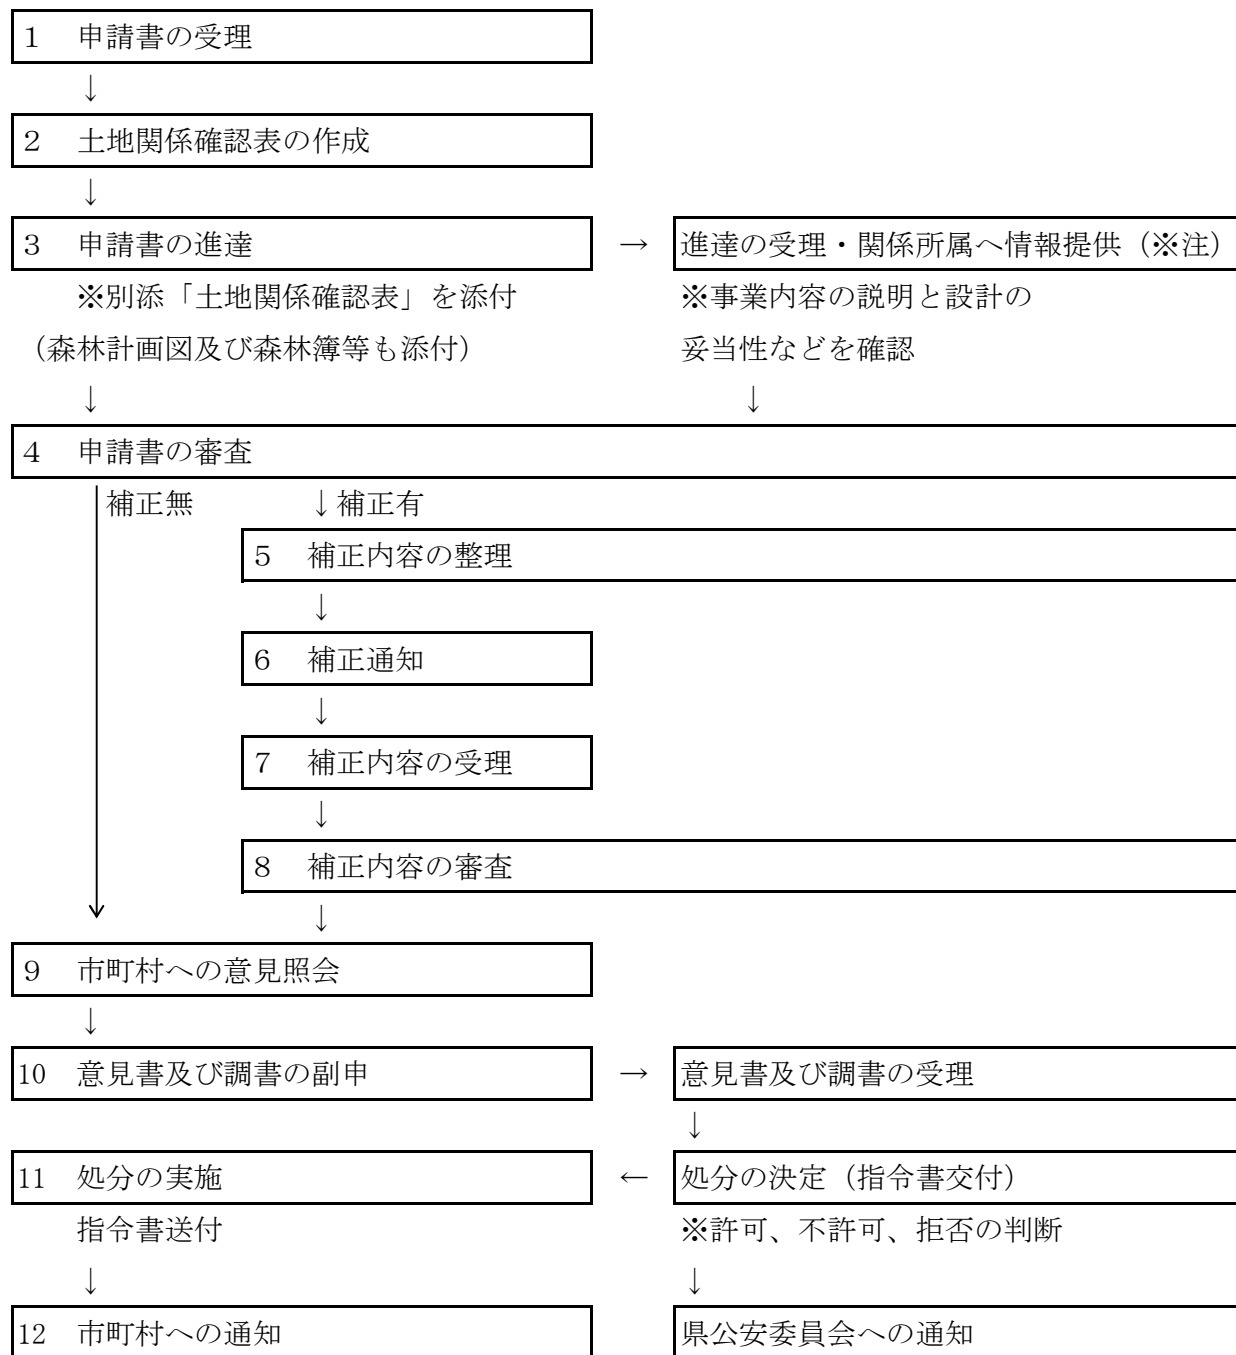 1　申請書の受理
↓
2　土地関係確認表の作成
↓
3　申請書の進達　→　進達の受理・関係所属へ情報提供（※注）
※別添「土地関係確認表」を添付　※事業内容の説明と設計の
（森林計画図及び森林簿等も添付）　妥当性などを確認
↓　↓
4　申請書の審査
補正無　↓補正有
5　補正内容の整理
↓
6　補正通知
↓
7　補正内容の受理
↓
8　補正内容の審査
↓
9　市町村への意見照会
↓
10　意見書及び調書の副申　→　意見書及び調書の受理
↓
11　処分の実施　←　処分の決定（指令書交付）
指令書送付　※許可、不許可、拒否の判断
↓　↓
12　市町村への通知　県公安委員会への通知